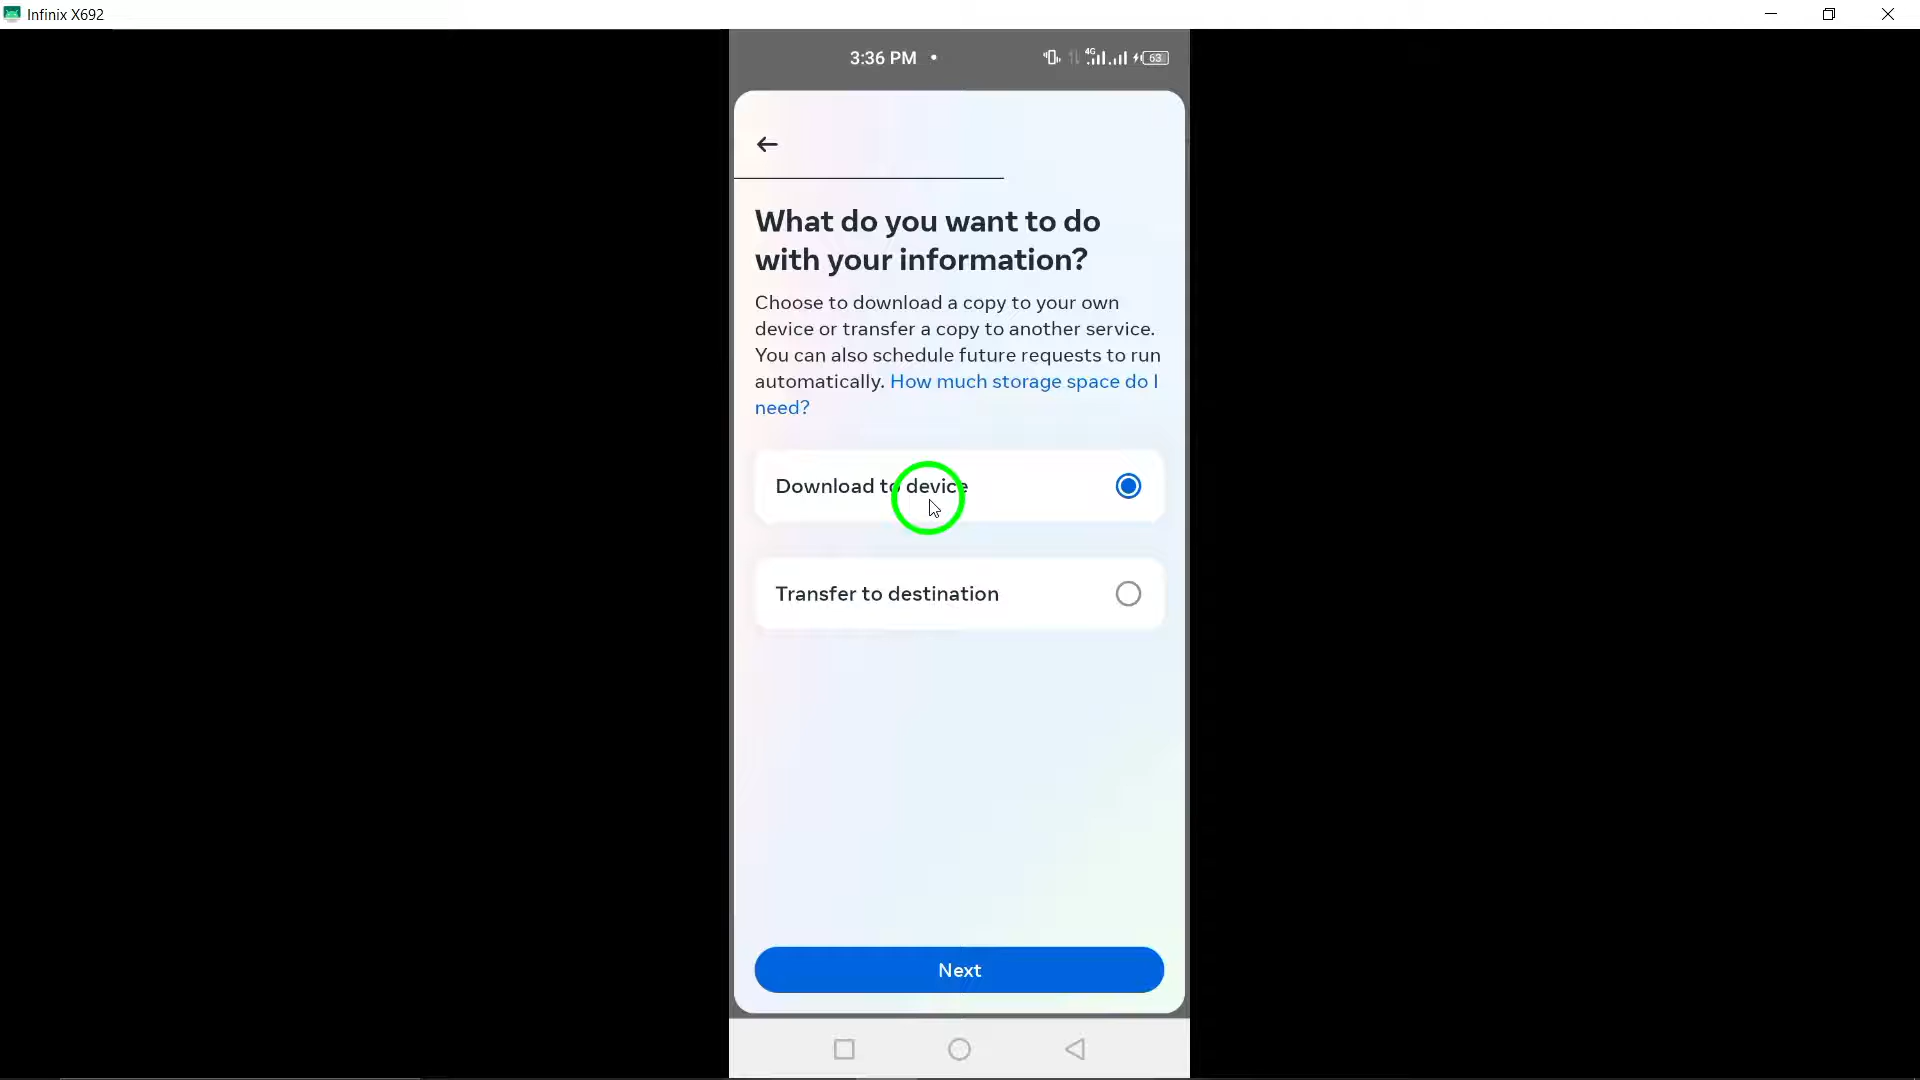 Infinix X692
3:36 PM
4G
63
What do you want to do
with your information?
Choose to download a copy to your own
device or transfer a copy to another service.
You can also schedule future requests to run
automatically. How much storage space do I
need?
Download to device
Transfer to destination
Next